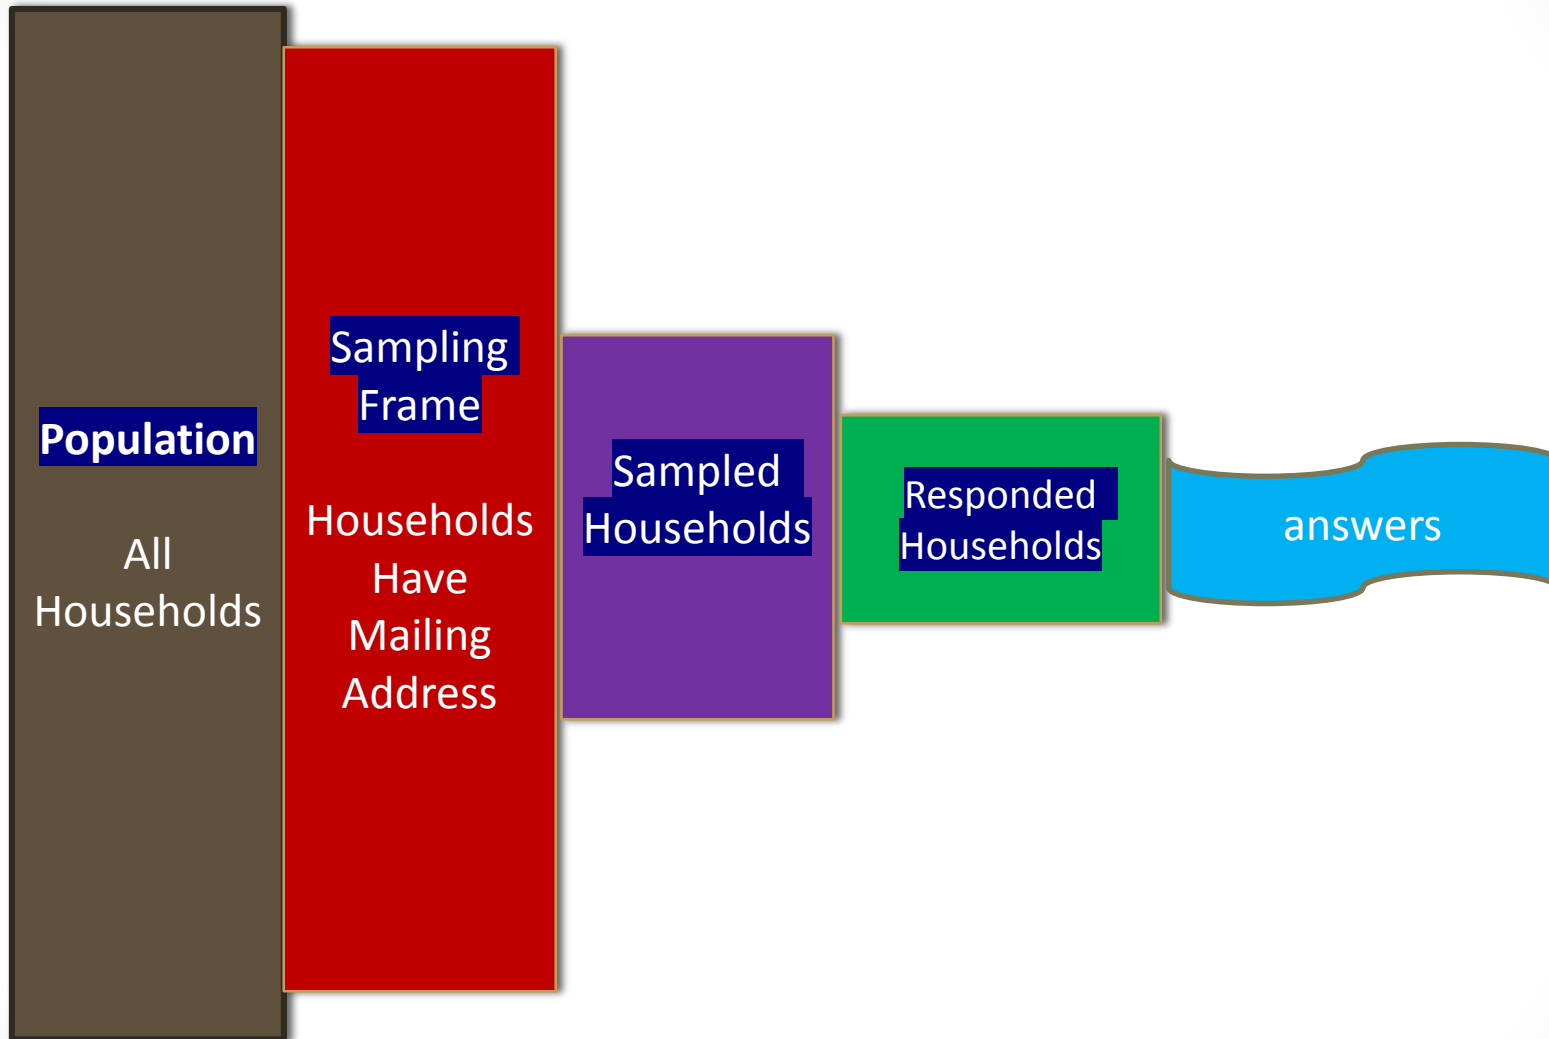 Population
All
Households
Sampling
Frame
Households
Have
Mailing
Address
Sampled
Households
Responded
Households
answers